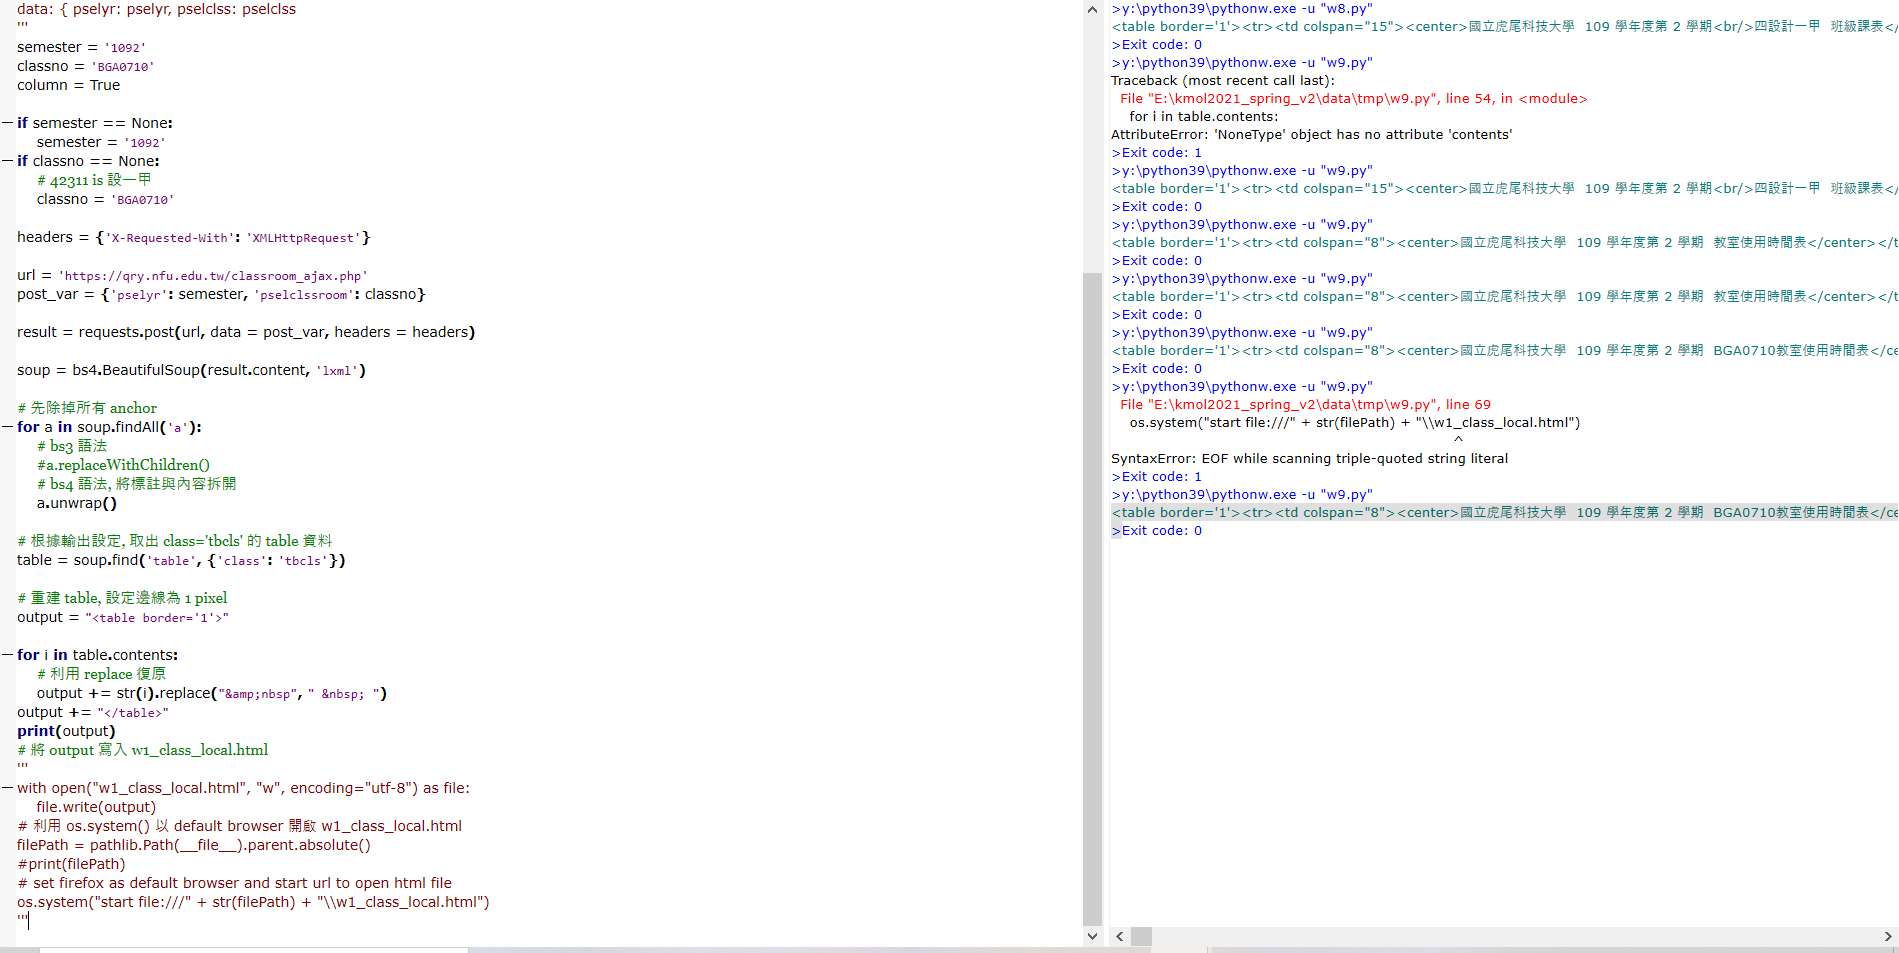 data: { pselyr: pselyr, pselclss: pselclss
'''
semester = '1092'
classno = 'BGA0710'
column = True
if semester == None:
semester = '1092'
if classno == None:
# 42311 is 設一甲
classno = 'BGA0710'
headers = {'X-Requested-With': 'XMLHttpRequest'}
url = 'https://qry.nfu.edu.tw/classroom_ajax.php'
post_var = {'pselyr': semester, 'pselclssroom': classno}
result = requests.post(url, data = post_var, headers = headers)
soup = bs4.BeautifulSoup(result.content, 'lxml')
# 先除掉所有 anchor
for a in soup.findAll('a'):
# bs3 語法
#a.replaceWithChildren()
# bs4 語法, 將標註與內容拆開
a.unwrap()
# 根據輸出設定, 取出 class='tbcls' 的 table 資料
table = soup.find('table', {'class': 'tbcls'})
# 重建 table, 設定邊線為 1 pixel
output = "<table border='1'>"
for i in table.contents:
# 利用 replace 復原
output += str(i).replace("&amp;nbsp", " &nbsp; ")
output += "</table>"
print(output)
# 將 output 寫入 w1_class_local.html
'''
with open("w1_class_local.html", "w", encoding="utf-8") as file:
file.write(output)
# 利用 os.system() 以 default browser 開啟 w1_class_local.html
filePath = pathlib.Path(__file__).parent.absolute()
#print(filePath)
# set firefox as default browser and start url to open html file
os.system("start file:///" + str(filePath) + "\\w1_class_local.html")
'''
>y:\python39\pythonw.exe -u "w8.py"
<table border='1'><tr><td colspan="15"><center>國立虎尾科技大學 109 學年度第 2 學期<br/>四設計一甲 班級課表</
>Exit code: 0
>y:\python39\pythonw.exe -u "w9.py"
Traceback (most recent call last):
File "E:\kmol2021_spring_v2\data\tmp\w9.py", line 54, in <module>
for i in table.contents:
AttributeError: 'NoneType' object has no attribute 'contents'
>Exit code: 1
>y:\python39\pythonw.exe -u "w9.py"
<table border='1'><tr><td colspan="15"><center>國立虎尾科技大學 109 學年度第 2 學期<br/>四設計一甲 班級課表</
>Exit code: 0
>y:\python39\pythonw.exe -u "w9.py"
<table border='1'><tr><td colspan="8"><center>國立虎尾科技大學 109 學年度第 2 學期 教室使用時間表</center></t
>Exit code: 0
>y:\python39\pythonw.exe -u "w9.py"
<table border='1'><tr><td colspan="8"><center>國立虎尾科技大學 109 學年度第 2 學期 教室使用時間表</center></t
>Exit code: 0
>y:\python39\pythonw.exe -u "w9.py"
<table border='1'><tr><td colspan="8"><center>國立虎尾科技大學 109 學年度第 2 學期 BGA0710教室使用時間表</ce
>Exit code: 0
>y:\python39\pythonw.exe -u "w9.py"
File "E:\kmol2021_spring_v2\data\tmp\w9.py", line 69
os.system("start file:///" + str(filePath) + "\\w1_class_local.html")
^
SyntaxError: EOF while scanning triple-quoted string literal
>Exit code: 1
>y:\python39\pythonw.exe -u "w9.py"
<table border='1'><tr><td colspan="8"><center>國立虎尾科技大學 109 學年度第 2 學期 BGA0710教室使用時間表</ce
>Exit code: 0